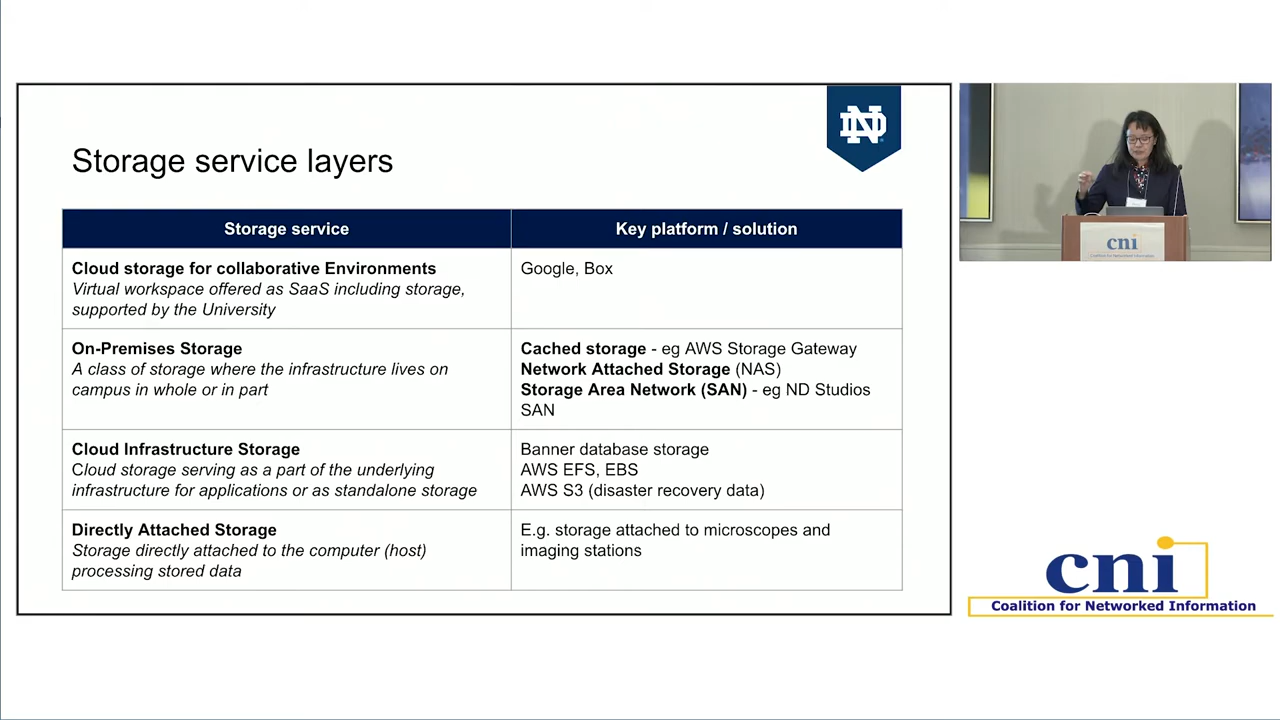 ND
Storage service layers
Storage service
Key platform / solution
Cloud storage for collaborative Environments
Virtual workspace offered as SaaS including storage,
supported by the University
Google, Box
On-Premises Storage
A class of storage where the infrastructure lives on
campus in whole or in part
Cached storage - eg AWS Storage Gateway
Network Attached Storage (NAS)
Storage Area Network (SAN) - eg ND Studios
SAN
Cloud Infrastructure Storage
Cloud storage serving as a part of the underlying
infrastructure for applications or as standalone storage
Banner database storage
AWS EFS, EBS
AWS S3 (disaster recovery data)
Directly Attached Storage
Storage directly attached to the computer (host)
processing stored data
E.g. storage attached to microscopes and
imaging stations
cni
Coalition for Networked Information
cni
Coalition for Networked Information